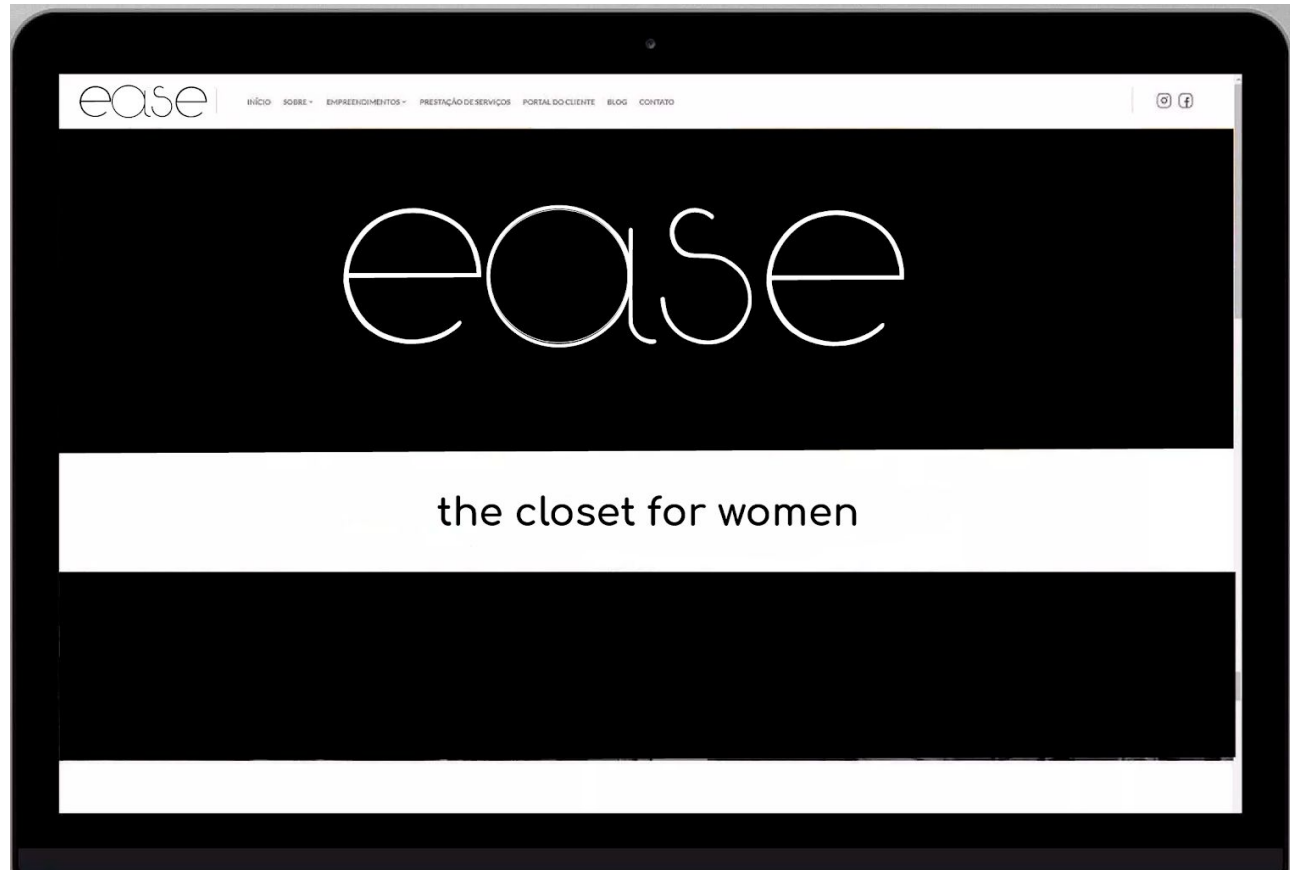 ease INÍCIO SOBRE EMPREENDIMENTOS PRESTAÇÃO DE SERVIÇOS PORTAL DO CLIENTE BLOG CONTATO
ease
the closet for women